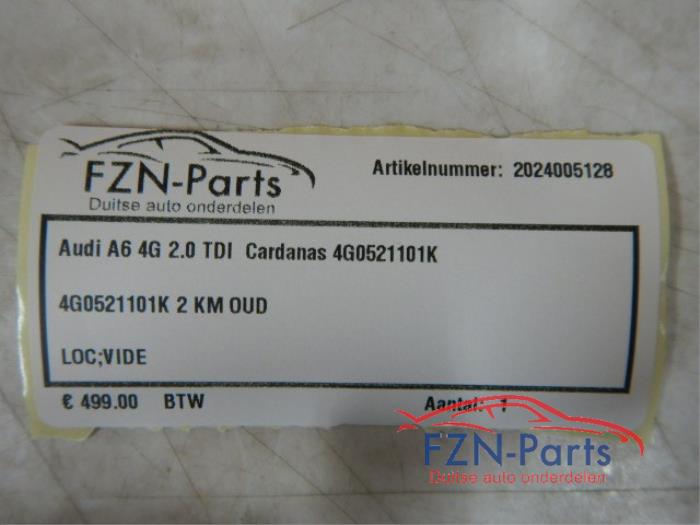 FZN-Parts
Duitse auto onderdelen
Artikelnummer: 2024005128
Audi A6 4G 2.0 TDI Cardanas 4G0521101K
4G0521101K 2 KM OUD
LOC;VIDE
€ 499.00 BTW Aantal: 1
FZN-Parts
Duitse auto onderdelen